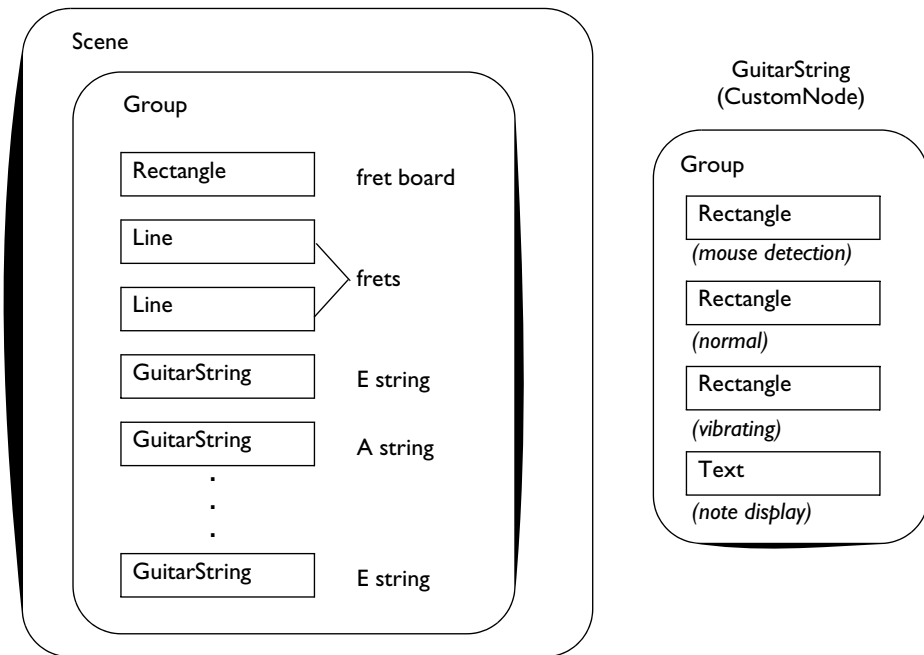 Scene
Group
Rectangle fret board
Line
frets
Line
GuitarString E string
GuitarString A string
.
.
.
GuitarString E string
GuitarString
(CustomNode)
Group
Rectangle
(mouse detection)
Rectangle
(normal)
Rectangle
(vibrating)
Text
(note display)